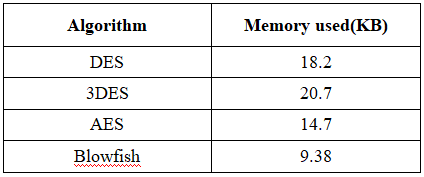 Algorithm Memory used(KB)
DES 18.2
3DES 20.7
AES 14.7
Blowfish 9.38